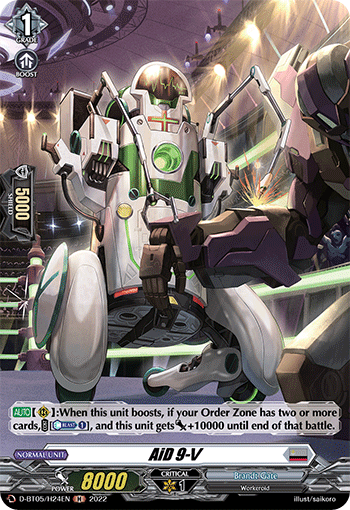 1
GRADE
BOOST
5000
SHIELD
AUTO [ ]:When this unit boosts, if your Order Zone has two or more
cards, [ BLAST 1], and this unit gets +10000 until end of that battle.
AiD 9-V
NORMAL UNIT
POWER 8000
CRITICAL
1
Brandt Gate
Workeroid
D-BT05/H24EN H 2022
illust/saikoro